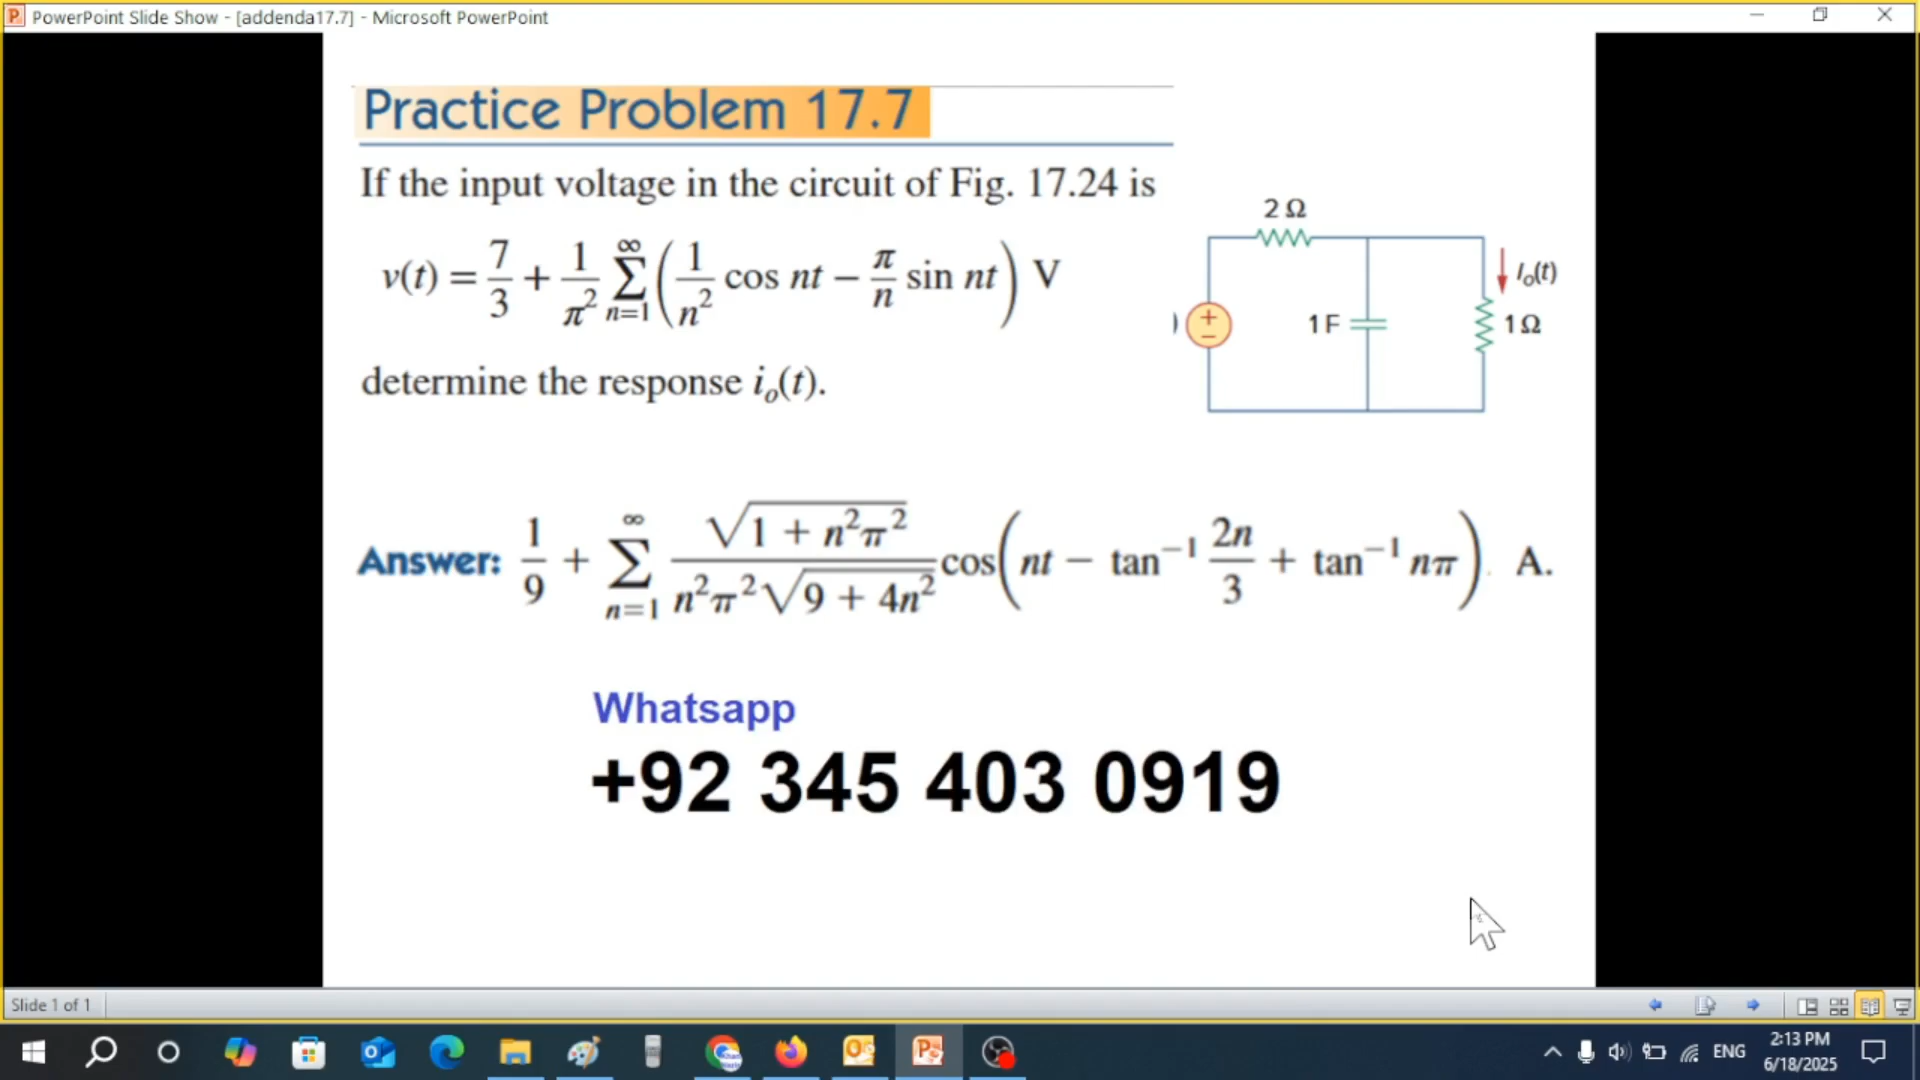 PowerPoint Slide Show - [addenda17.7] - Microsoft PowerPoint
Practice Problem 17.7
If the input voltage in the circuit of Fig. 17.24 is
v(t) = 7/3 + 1/π² ∑_{n=1}^{∞} (1/n² cos nt − π/n sin nt) V
determine the response i_o(t).
2 Ω
) + −
1 F
I_o(t)
1 Ω
Answer: 1/9 + ∑_{n=1}^{∞} √(1 + n²π²) / (n²π²√(9 + 4n²)) cos(nt − tan⁻¹ 2n/3 + tan⁻¹ nπ) A.
Whatsapp
+92 345 403 0919
Slide 1 of 1
ENG
2:13 PM
6/18/2025